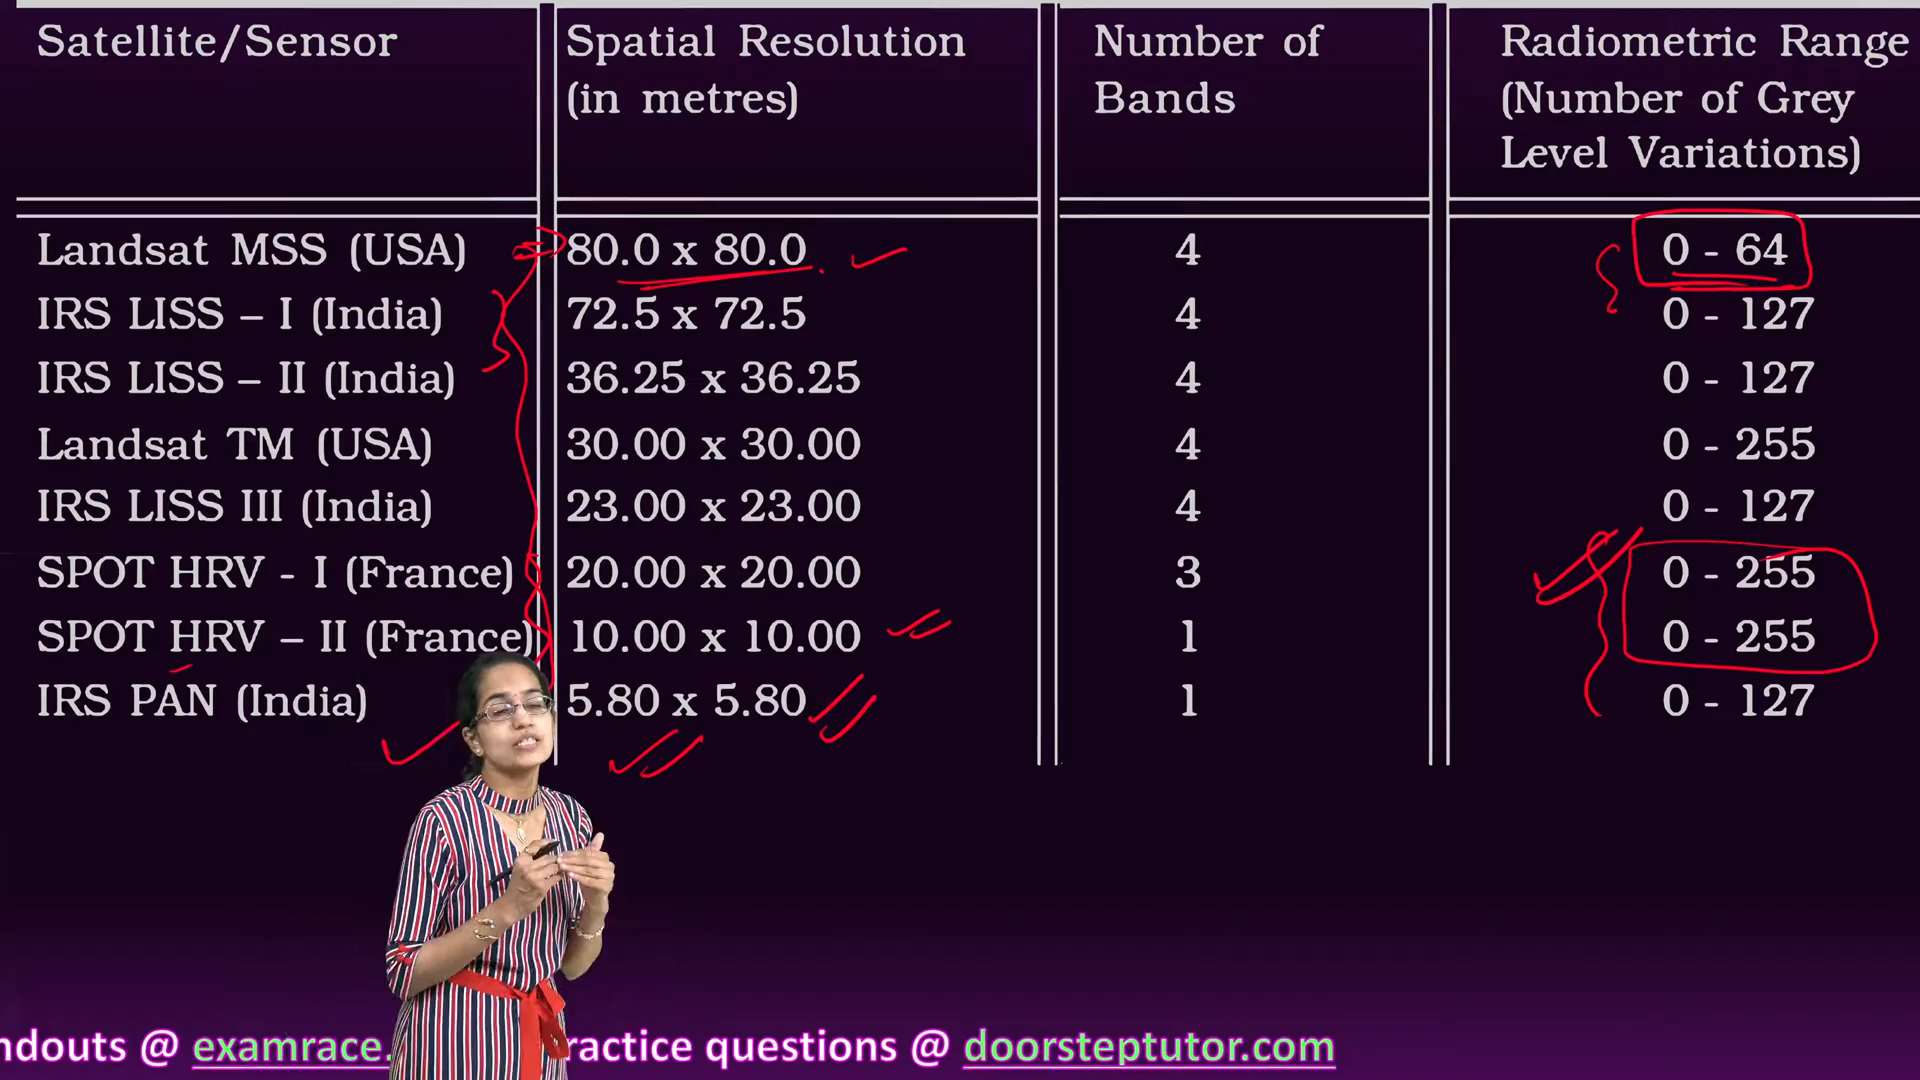 Satellite/Sensor Spatial Resolution Number of Radiometric Range
(in metres) Bands (Number of Grey
Level Variations)
Landsat MSS (USA) 80.0 x 80.0 4 0 - 64
IRS LISS – I (India) 72.5 x 72.5 4 0 - 127
IRS LISS – II (India) 36.25 x 36.25 4 0 - 127
Landsat TM (USA) 30.00 x 30.00 4 0 - 255
IRS LISS III (India) 23.00 x 23.00 4 0 - 127
SPOT HRV - I (France) 20.00 x 20.00 3 0 - 255
SPOT HRV – II (France) 10.00 x 10.00 1 0 - 255
IRS PAN (India) 5.80 x 5.80 1 0 - 127
ndouts @ examrace. ractice questions @ doorsteptutor.com